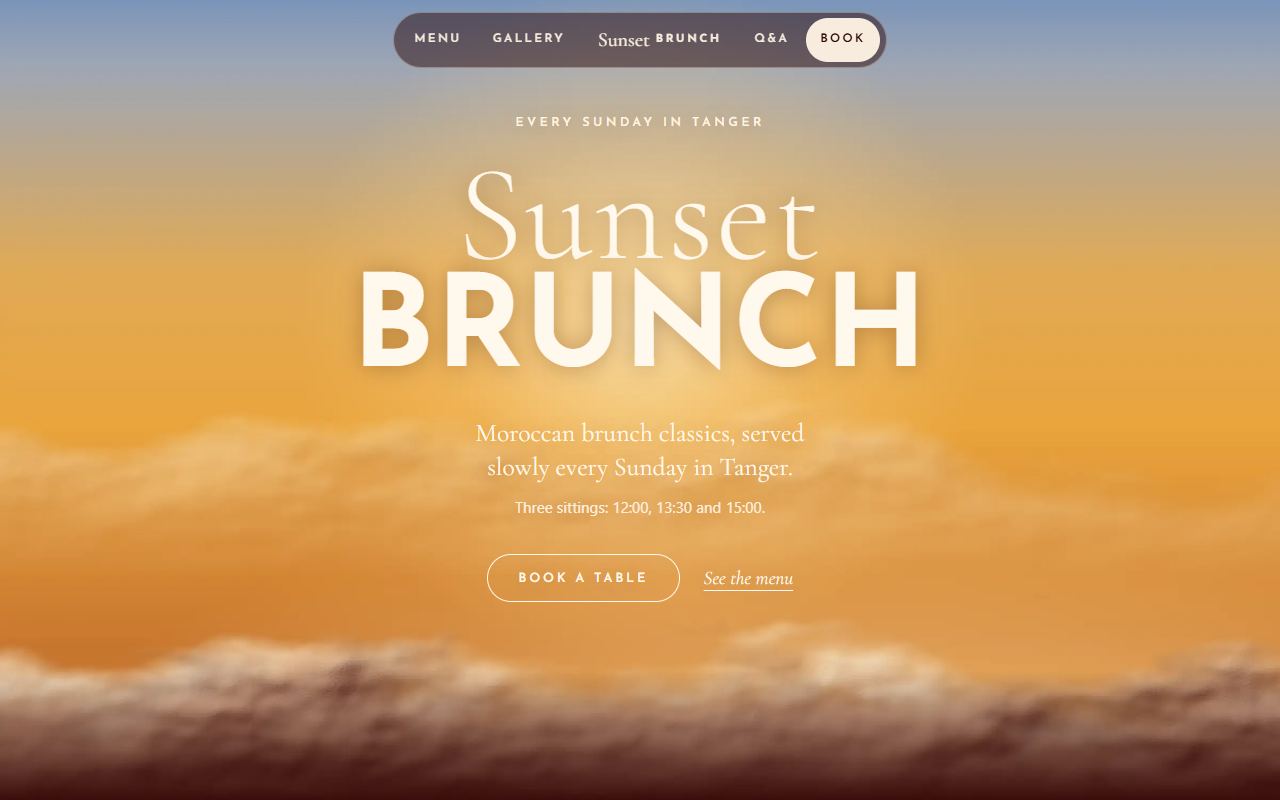 MENU GALLERY Sunset BRUNCH Q&A BOOK
EVERY SUNDAY IN TANGER
Sunset
BRUNCH
Moroccan brunch classics, served
slowly every Sunday in Tanger.
Three sittings: 12:00, 13:30 and 15:00.
BOOK A TABLE See the menu